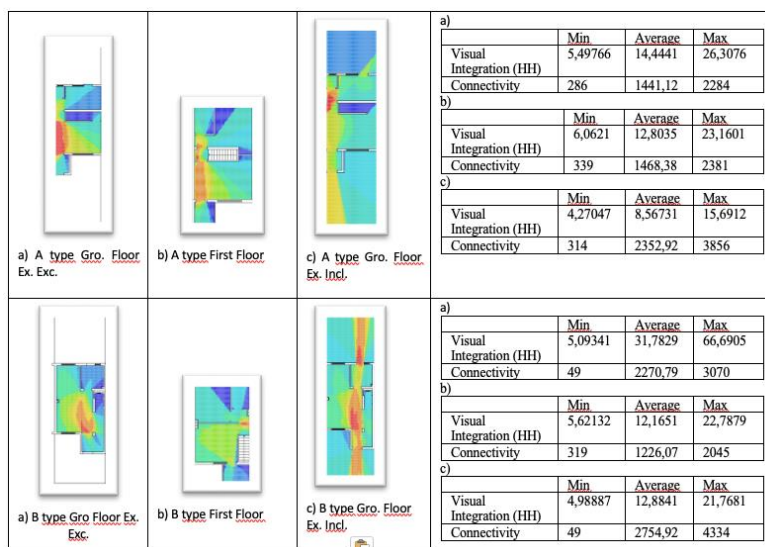 a) A type Gro. Floor
Ex. Exc.
b) A type First Floor
c) A type Gro. Floor
Ex. Incl.
a)
Min Average Max
Visual Integration (HH) 5,49766 14,4441 26,3076
Connectivity 286 1441,12 2284
b)
Min Average Max
Visual Integration (HH) 6,0621 12,8035 23,1601
Connectivity 339 1468,38 2381
c)
Min Average Max
Visual Integration (HH) 4,27047 8,56731 15,6912
Connectivity 314 2352,92 3856
a) B type Gro Floor Ex.
Exc.
b) B type First Floor
c) B type Gro. Floor
Ex. Incl.
a)
Min Average Max
Visual Integration (HH) 5,09341 31,7829 66,6905
Connectivity 49 2270,79 3070
b)
Min Average Max
Visual Integration (HH) 5,62132 12,1651 22,7879
Connectivity 319 1226,07 2045
c)
Min Average Max
Visual Integration (HH) 4,98887 12,8841 21,7681
Connectivity 49 2754,92 4334